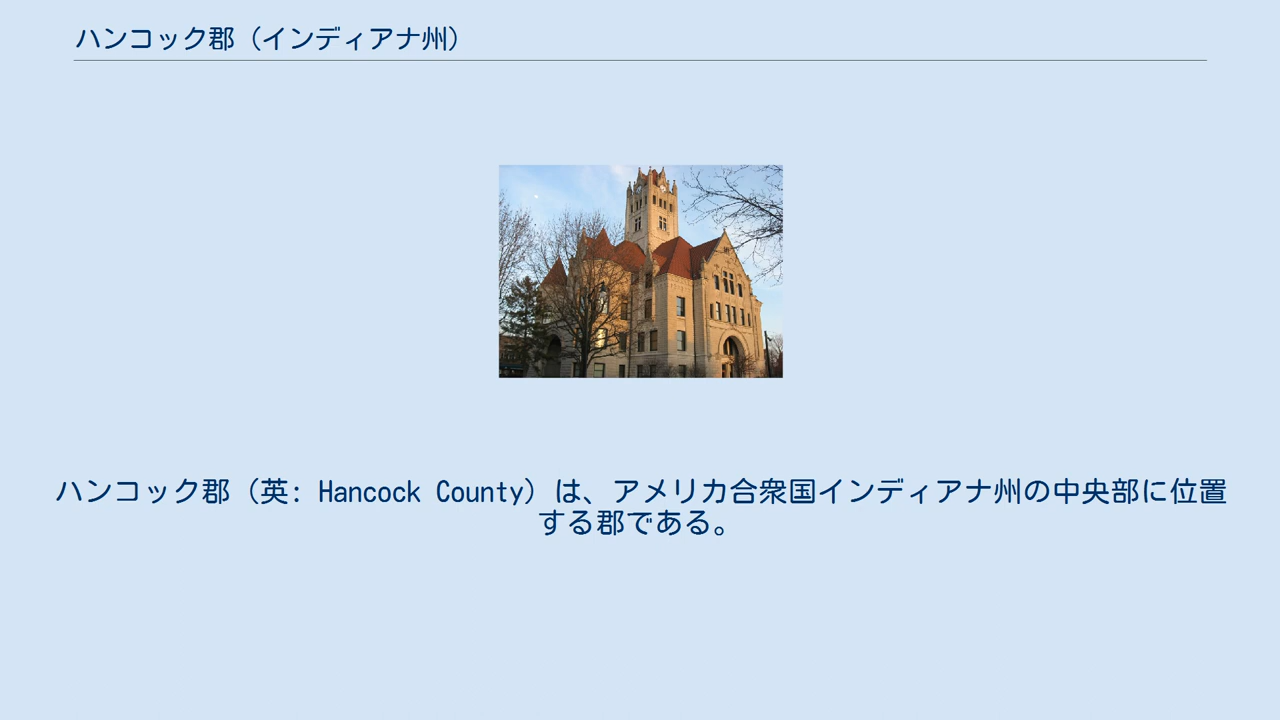 ハンコック郡（インディアナ州）
ハンコック郡（英: Hancock County）は、アメリカ合衆国インディアナ州の中央部に位置
する郡である。